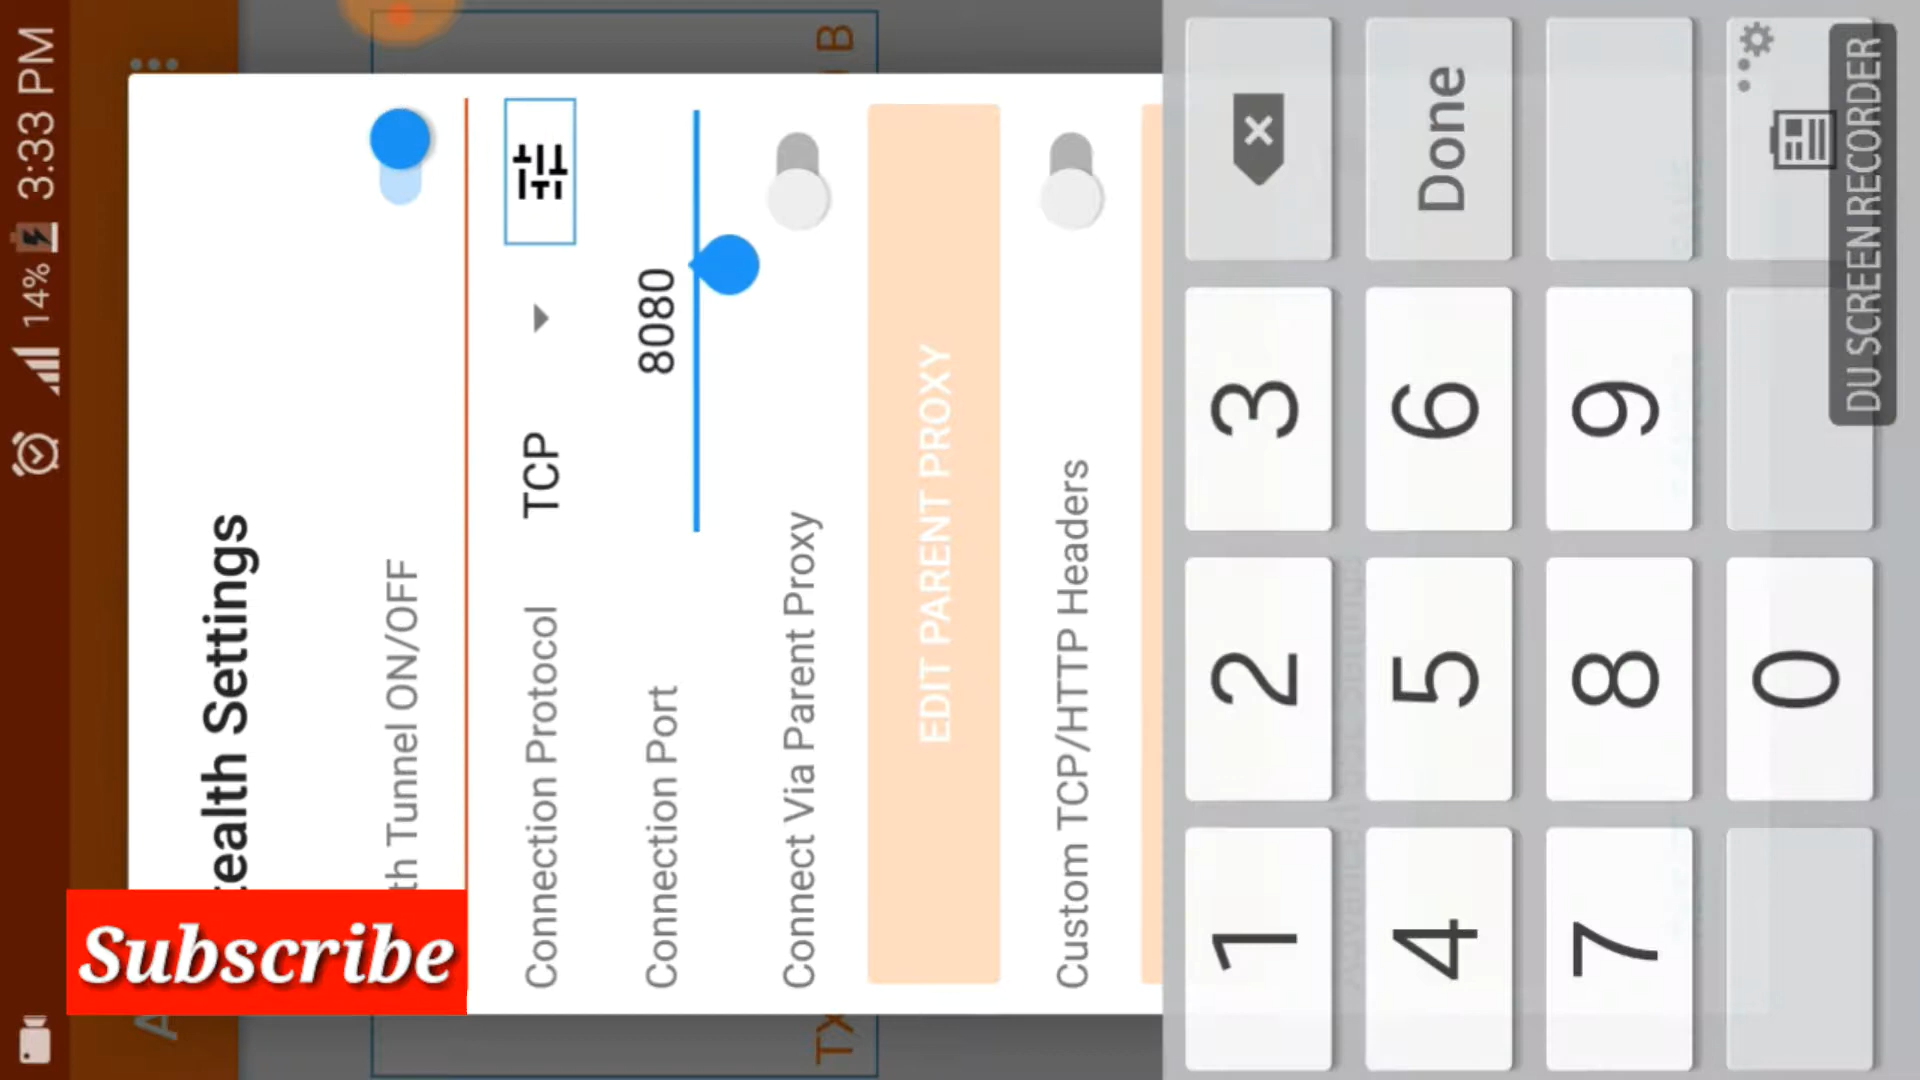 14% 3:33 PM
ealth Settings
th Tunnel ON/OFF
Connection Protocol TCP
Connection Port 8080
Connect Via Parent Proxy
EDIT PARENT PROXY
Custom TCP/HTTP Headers
1 2 3
4 5 6 Done
7 8 9
0
DU SCREEN RECORDER
Subscribe
A
TX
B